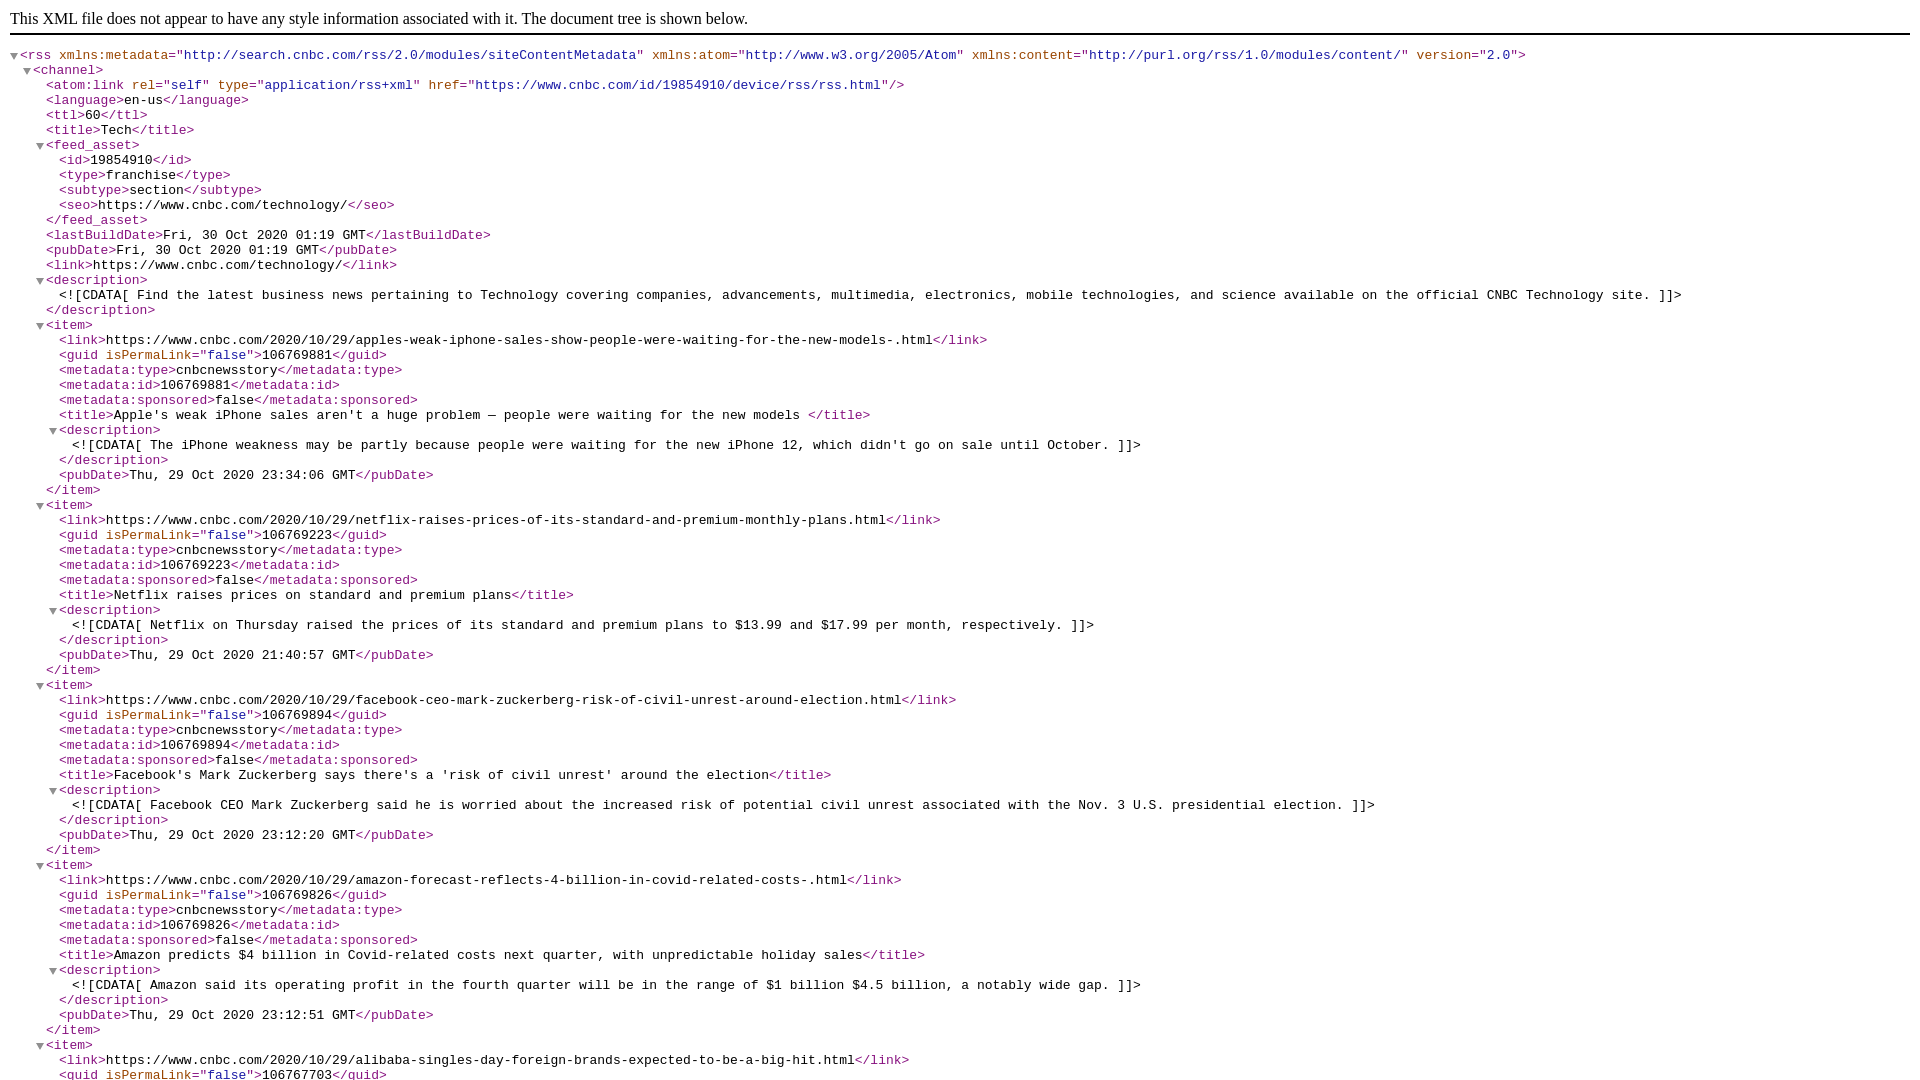 This XML file does not appear to have any style information associated with it. The document tree is shown below.
<rss xmlns:metadata="http://search.cnbc.com/rss/2.0/modules/siteContentMetadata" xmlns:atom="http://www.w3.org/2005/Atom" xmlns:content="http://purl.org/rss/1.0/modules/content/" version="2.0">
<channel>
<atom:link rel="self" type="application/rss+xml" href="https://www.cnbc.com/id/19854910/device/rss/rss.html"/>
<language>en-us</language>
<ttl>60</ttl>
<title>Tech</title>
<feed_asset>
<id>19854910</id>
<type>franchise</type>
<subtype>section</subtype>
<seo>https://www.cnbc.com/technology/</seo>
</feed_asset>
<lastBuildDate>Fri, 30 Oct 2020 01:19 GMT</lastBuildDate>
<pubDate>Fri, 30 Oct 2020 01:19 GMT</pubDate>
<link>https://www.cnbc.com/technology/</link>
<description>
<![CDATA[ Find the latest business news pertaining to Technology covering companies, advancements, multimedia, electronics, mobile technologies, and science available on the official CNBC Technology site. ]]>
</description>
<item>
<link>https://www.cnbc.com/2020/10/29/apples-weak-iphone-sales-show-people-were-waiting-for-the-new-models-.html</link>
<guid isPermaLink="false">106769881</guid>
<metadata:type>cnbcnewsstory</metadata:type>
<metadata:id>106769881</metadata:id>
<metadata:sponsored>false</metadata:sponsored>
<title>Apple's weak iPhone sales aren't a huge problem — people were waiting for the new models </title>
<description>
<![CDATA[ The iPhone weakness may be partly because people were waiting for the new iPhone 12, which didn't go on sale until October. ]]>
</description>
<pubDate>Thu, 29 Oct 2020 23:34:06 GMT</pubDate>
</item>
<item>
<link>https://www.cnbc.com/2020/10/29/netflix-raises-prices-of-its-standard-and-premium-monthly-plans.html</link>
<guid isPermaLink="false">106769223</guid>
<metadata:type>cnbcnewsstory</metadata:type>
<metadata:id>106769223</metadata:id>
<metadata:sponsored>false</metadata:sponsored>
<title>Netflix raises prices on standard and premium plans</title>
<description>
<![CDATA[ Netflix on Thursday raised the prices of its standard and premium plans to $13.99 and $17.99 per month, respectively. ]]>
</description>
<pubDate>Thu, 29 Oct 2020 21:40:57 GMT</pubDate>
</item>
<item>
<link>https://www.cnbc.com/2020/10/29/facebook-ceo-mark-zuckerberg-risk-of-civil-unrest-around-election.html</link>
<guid isPermaLink="false">106769894</guid>
<metadata:type>cnbcnewsstory</metadata:type>
<metadata:id>106769894</metadata:id>
<metadata:sponsored>false</metadata:sponsored>
<title>Facebook's Mark Zuckerberg says there's a 'risk of civil unrest' around the election</title>
<description>
<![CDATA[ Facebook CEO Mark Zuckerberg said he is worried about the increased risk of potential civil unrest associated with the Nov. 3 U.S. presidential election. ]]>
</description>
<pubDate>Thu, 29 Oct 2020 23:12:20 GMT</pubDate>
</item>
<item>
<link>https://www.cnbc.com/2020/10/29/amazon-forecast-reflects-4-billion-in-covid-related-costs-.html</link>
<guid isPermaLink="false">106769826</guid>
<metadata:type>cnbcnewsstory</metadata:type>
<metadata:id>106769826</metadata:id>
<metadata:sponsored>false</metadata:sponsored>
<title>Amazon predicts $4 billion in Covid-related costs next quarter, with unpredictable holiday sales</title>
<description>
<![CDATA[ Amazon said its operating profit in the fourth quarter will be in the range of $1 billion $4.5 billion, a notably wide gap. ]]>
</description>
<pubDate>Thu, 29 Oct 2020 23:12:51 GMT</pubDate>
</item>
<item>
<link>https://www.cnbc.com/2020/10/29/alibaba-singles-day-foreign-brands-expected-to-be-a-big-hit.html</link>
<guid isPermaLink="false">106767703</guid>